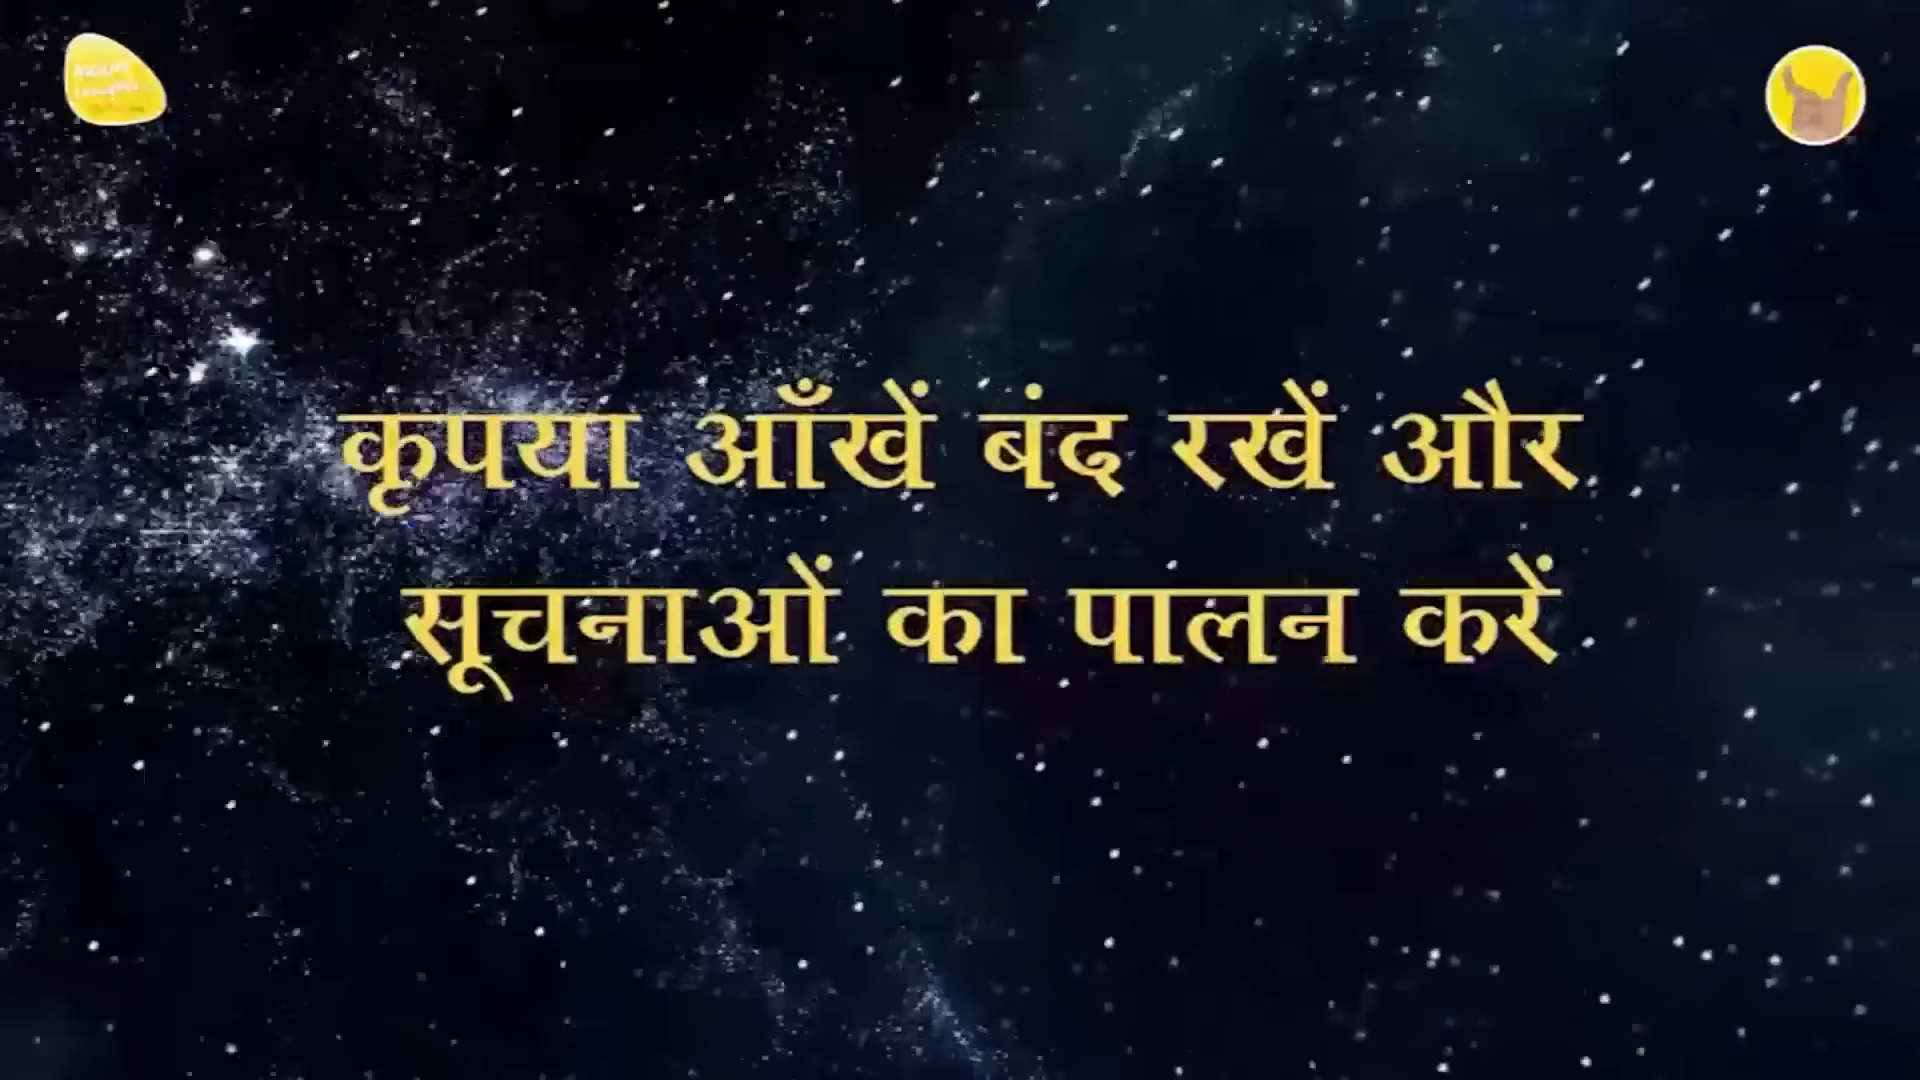 कृपया आँखें बंद रखें और
सूचनाओं का पालन करें